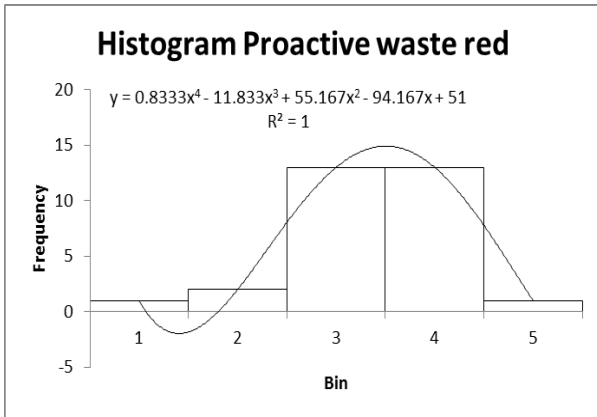 Histogram Proactive waste red
y = 0.8333x⁴ - 11.833x³ + 55.167x² - 94.167x + 51
R² = 1
20
15
10
5
0
-5
Frequency
1 2 3 4 5
Bin